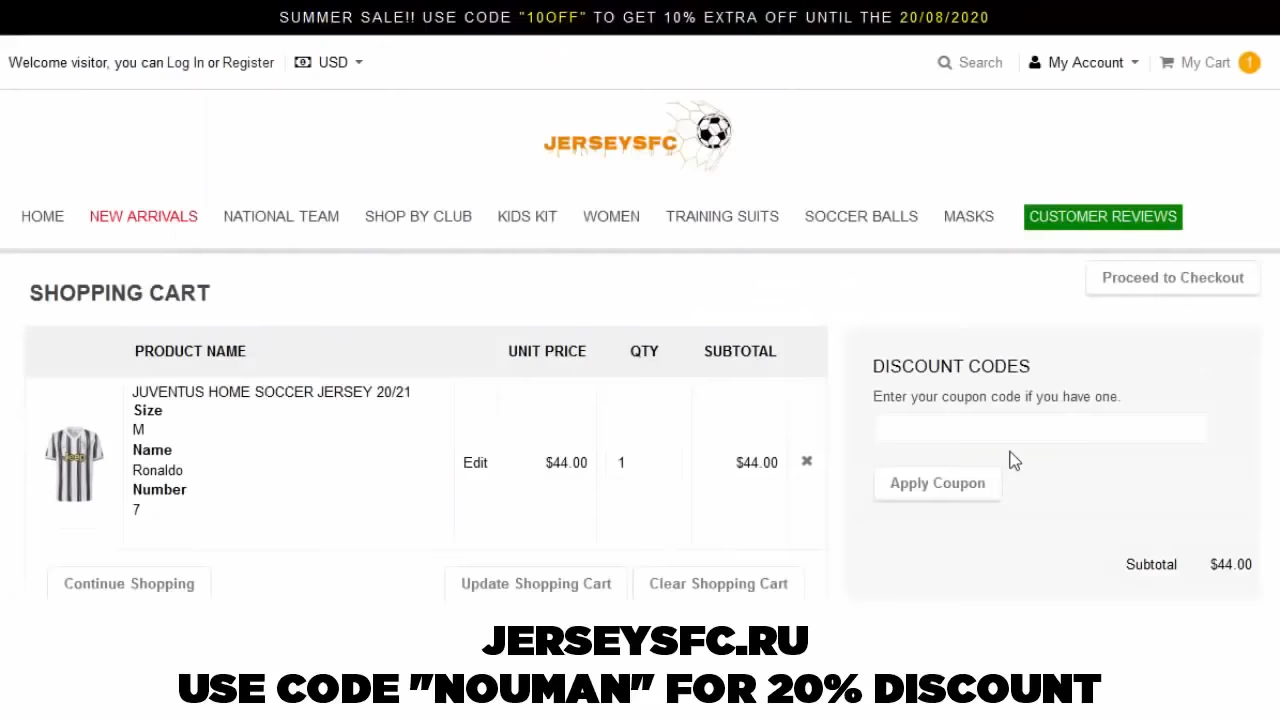 SUMMER SALE!! USE CODE "10OFF" TO GET 10% EXTRA OFF UNTIL THE 20/08/2020
Welcome visitor, you can Log In or Register USD Search My Account My Cart 1
JERSEYSFC
HOME NEW ARRIVALS NATIONAL TEAM SHOP BY CLUB KIDS KIT WOMEN TRAINING SUITS SOCCER BALLS MASKS CUSTOMER REVIEWS
Proceed to Checkout
SHOPPING CART
PRODUCT NAME UNIT PRICE QTY SUBTOTAL
JUVENTUS HOME SOCCER JERSEY 20/21
Size
M
Name
Ronaldo
Number
7
Jeep
Edit $44.00 1 $44.00
Continue Shopping Update Shopping Cart Clear Shopping Cart
DISCOUNT CODES
Enter your coupon code if you have one.
Apply Coupon
Subtotal $44.00
JERSEYSFC.RU
USE CODE "NOUMAN" FOR 20% DISCOUNT